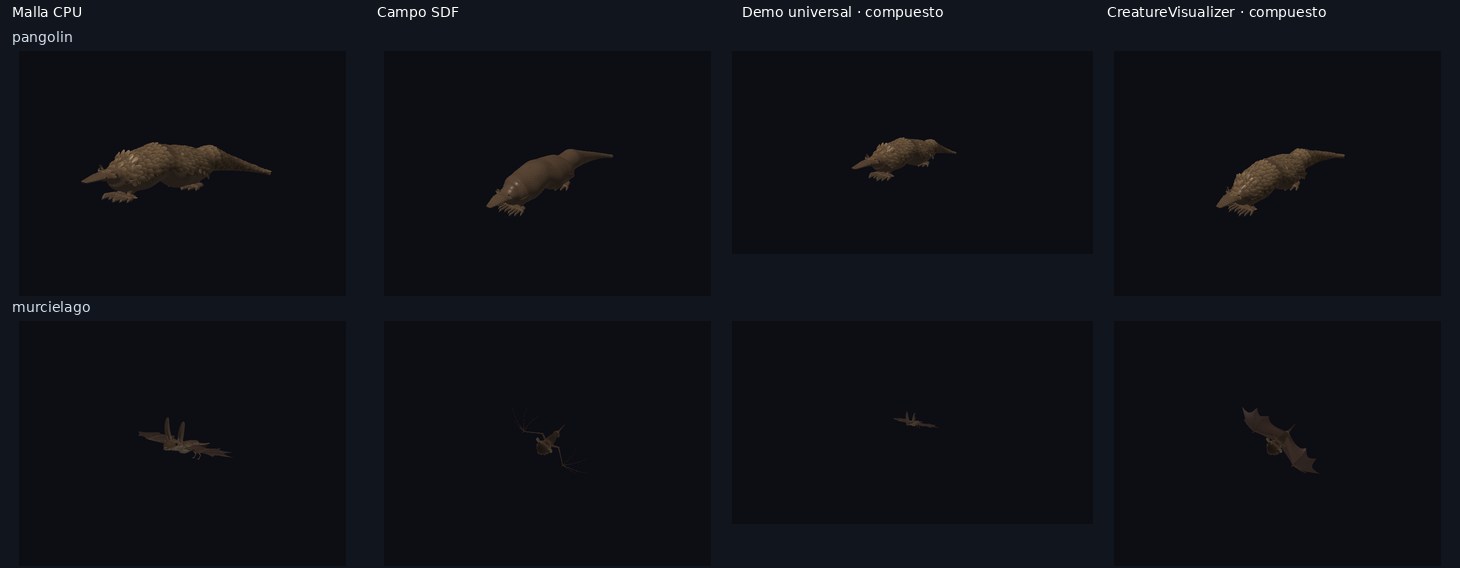 Malla CPU
Campo SDF
Demo universal · compuesto
CreatureVisualizer · compuesto
pangolin
murcielago